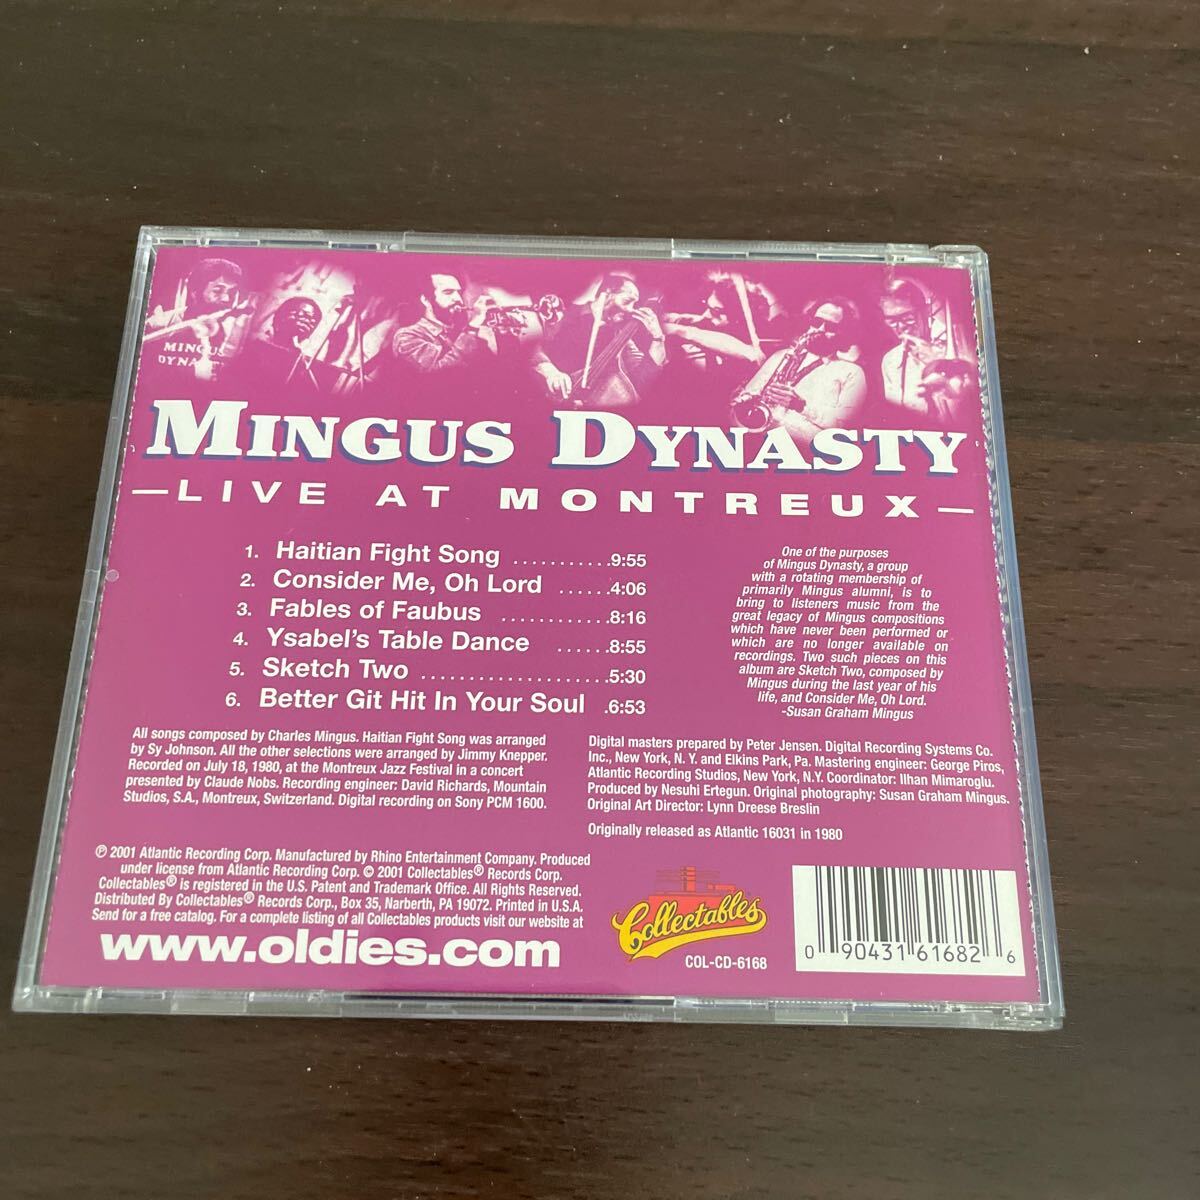 MINGUS
DYNA
MINGUS DYNASTY
—LIVE AT MONTREUX—
1. Haitian Fight Song ...........9:55
2. Consider Me, Oh Lord ......4:06
3. Fables of Faubus ............8:16
4. Ysabel's Table Dance ......8:55
5. Sketch Two ....................5:30
6. Better Git Hit In Your Soul .6:53
One of the purposes
of Mingus Dynasty, a group
with a rotating membership of
primarily Mingus alumni, is to
bring to listeners music from the
great legacy of Mingus compositions
which have never been performed or
which are no longer available on
recordings. Two such pieces on this
album are Sketch Two, composed by
Mingus during the last year of his
life, and Consider Me, Oh Lord.
-Susan Graham Mingus
All songs composed by Charles Mingus. Haitian Fight Song was arranged
by Sy Johnson. All the other selections were arranged by Jimmy Knepper.
Recorded on July 18, 1980, at the Montreux Jazz Festival in a concert
presented by Claude Nobs. Recording engineer: David Richards, Mountain
Studios, S.A., Montreux, Switzerland. Digital recording on Sony PCM 1600.
Digital masters prepared by Peter Jensen. Digital Recording Systems Co.
Inc., New York, N. Y. and Elkins Park, Pa. Mastering engineer: George Piros,
Atlantic Recording Studios, New York, N.Y. Coordinator: Ilhan Mimaroglu.
Produced by Nesuhi Ertegun. Original photography: Susan Graham Mingus.
Original Art Director: Lynn Dreese Breslin
Originally released as Atlantic 16031 in 1980
℗ 2001 Atlantic Recording Corp. Manufactured by Rhino Entertainment Company. Produced
under license from Atlantic Recording Corp. © 2001 Collectables® Records Corp.
Collectables® is registered in the U.S. Patent and Trademark Office. All Rights Reserved.
Distributed By Collectables® Records Corp., Box 35, Narberth, PA 19072. Printed in U.S.A.
Send for a free catalog. For a complete listing of all Collectables products visit our website at
www.oldies.com
Collectables
COL-CD-6168
0 90431 61682 6